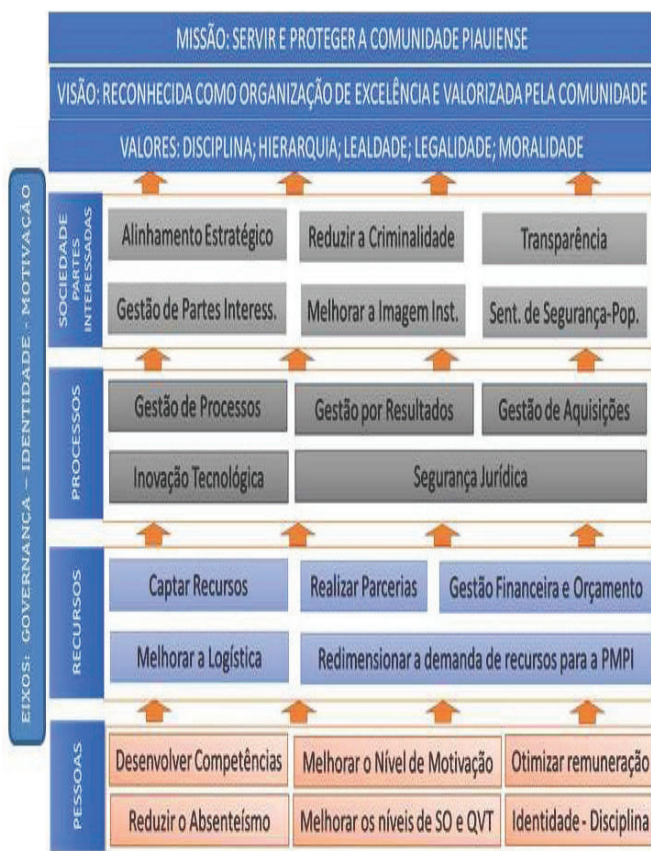 MISSÃO: SERVIR E PROTEGER A COMUNIDADE PIAUIENSE
VISÃO: RECONHECIDA COMO ORGANIZAÇÃO DE EXCELÊNCIA E VALORIZADA PELA COMUNIDADE
VALORES: DISCIPLINA; HIERARQUIA; LEALDADE; LEGALIDADE; MORALIDADE
EIXOS: GOVERNANÇA – IDENTIDADE - MOTIVAÇÃO
SOCIEDADE
PARTES
INTERESSADAS
Alinhamento Estratégico
Reduzir a Criminalidade
Transparência
Gestão de Partes Interess.
Melhorar a Imagem Inst.
Sent. de Segurança-Pop.
PROCESSOS
Gestão de Processos
Gestão por Resultados
Gestão de Aquisições
Inovação Tecnológica
Segurança Jurídica
RECURSOS
Captar Recursos
Realizar Parcerias
Gestão Financeira e Orçamento
Melhorar a Logística
Redimensionar a demanda de recursos para a PMPI
PESSOAS
Desenvolver Competências
Melhorar o Nível de Motivação
Otimizar remuneração
Reduzir o Absenteísmo
Melhorar os níveis de SO e QVT
Identidade - Disciplina